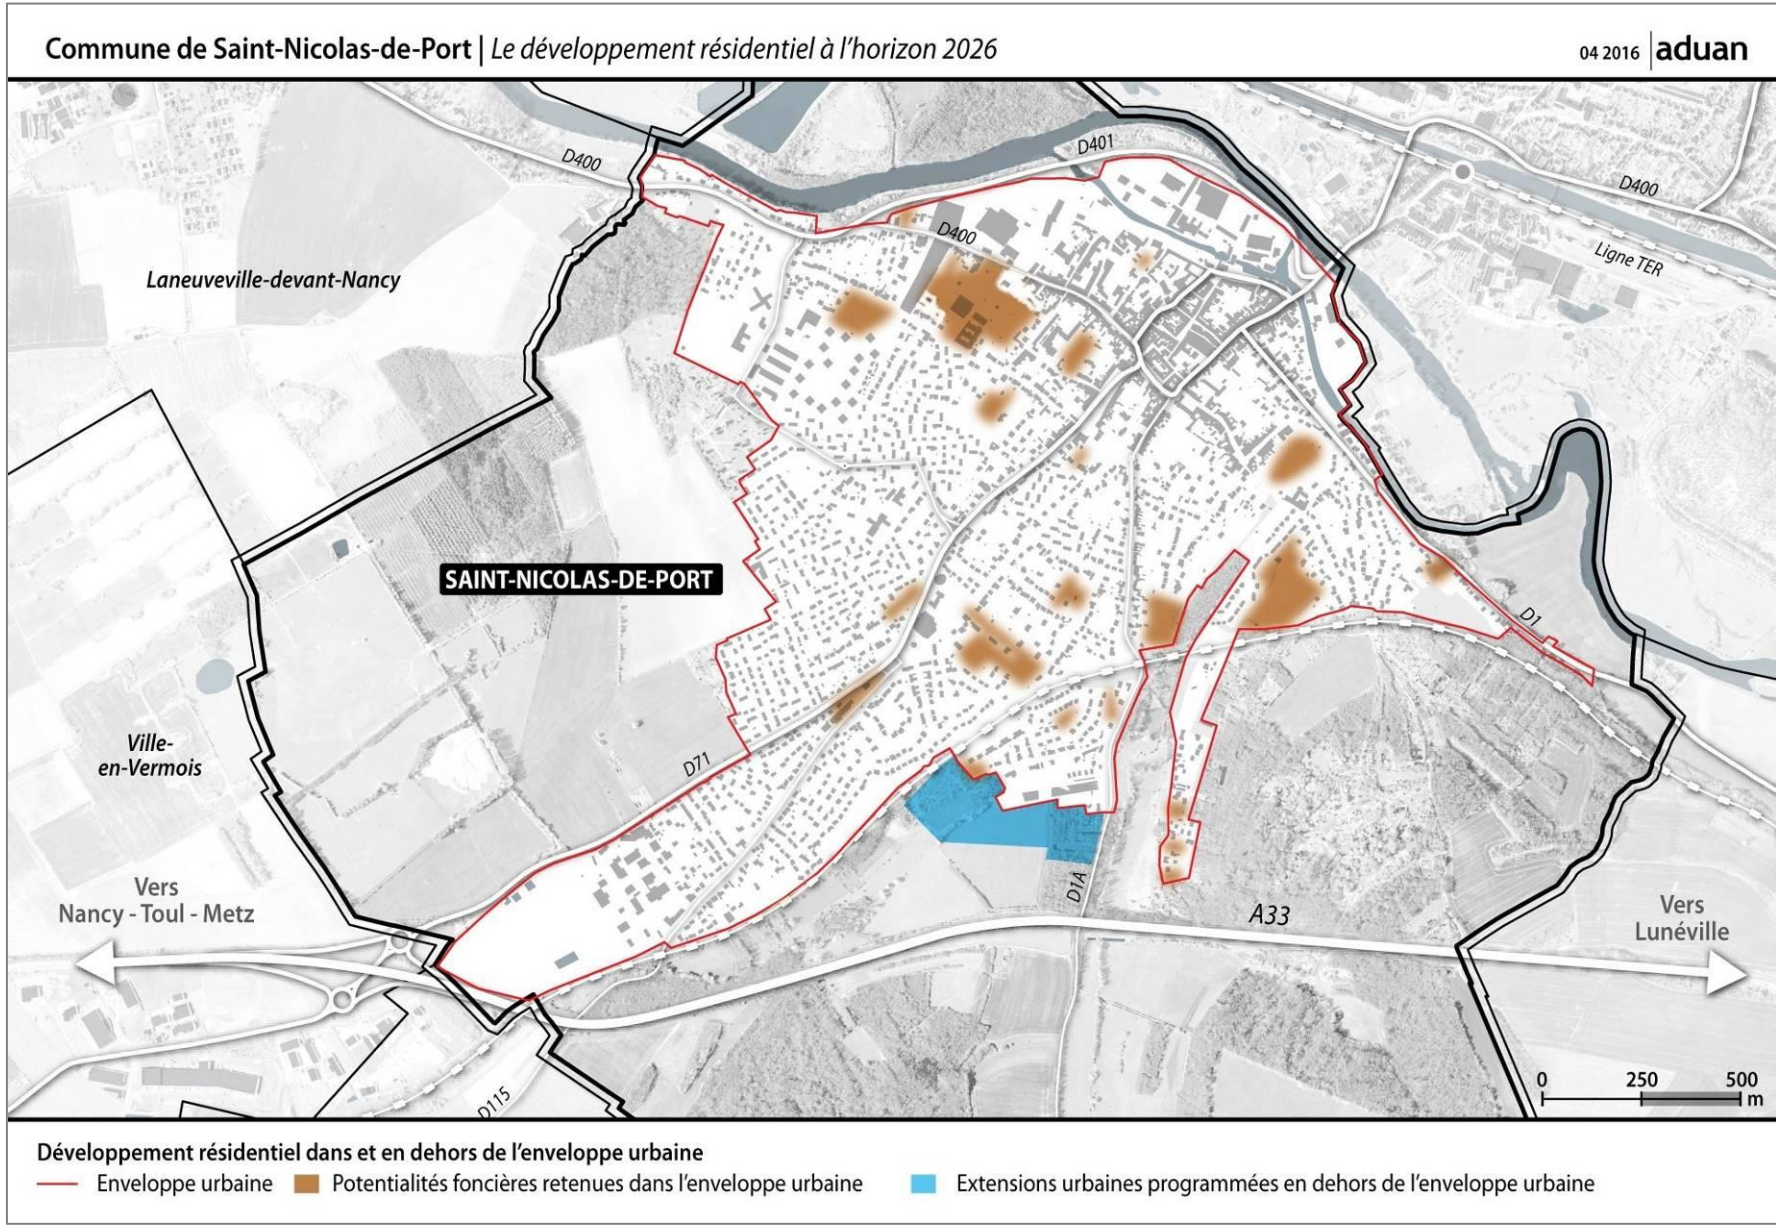 Commune de Saint-Nicolas-de-Port | Le développement résidentiel à l'horizon 2026
04 2016 | aduan
D400
D401
D400
D400
Ligne TER
Laneuveville-devant-Nancy
SAINT-NICOLAS-DE-PORT
D1
Ville-
en-Vermois
D71
Vers
Nancy - Toul - Metz
D1A
A33
Vers
Lunéville
D115
0 250 500
m
Développement résidentiel dans et en dehors de l'enveloppe urbaine
Enveloppe urbaine
Potentialités foncières retenues dans l'enveloppe urbaine
Extensions urbaines programmées en dehors de l'enveloppe urbaine